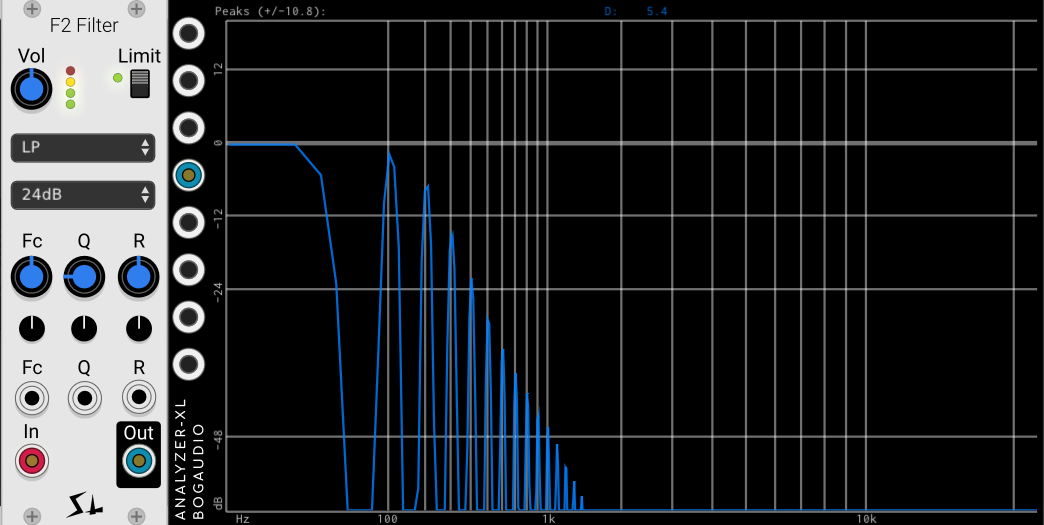 F2 Filter
Vol
Limit
LP
24dB
Fc Q R
Fc Q R
In
Out
SL
ANALYZER-XL
BOGAUDIO
Peaks (+/-10.8):
D: 5.4
12
0
-12
-24
-48
dB
Hz 100 1k 10k